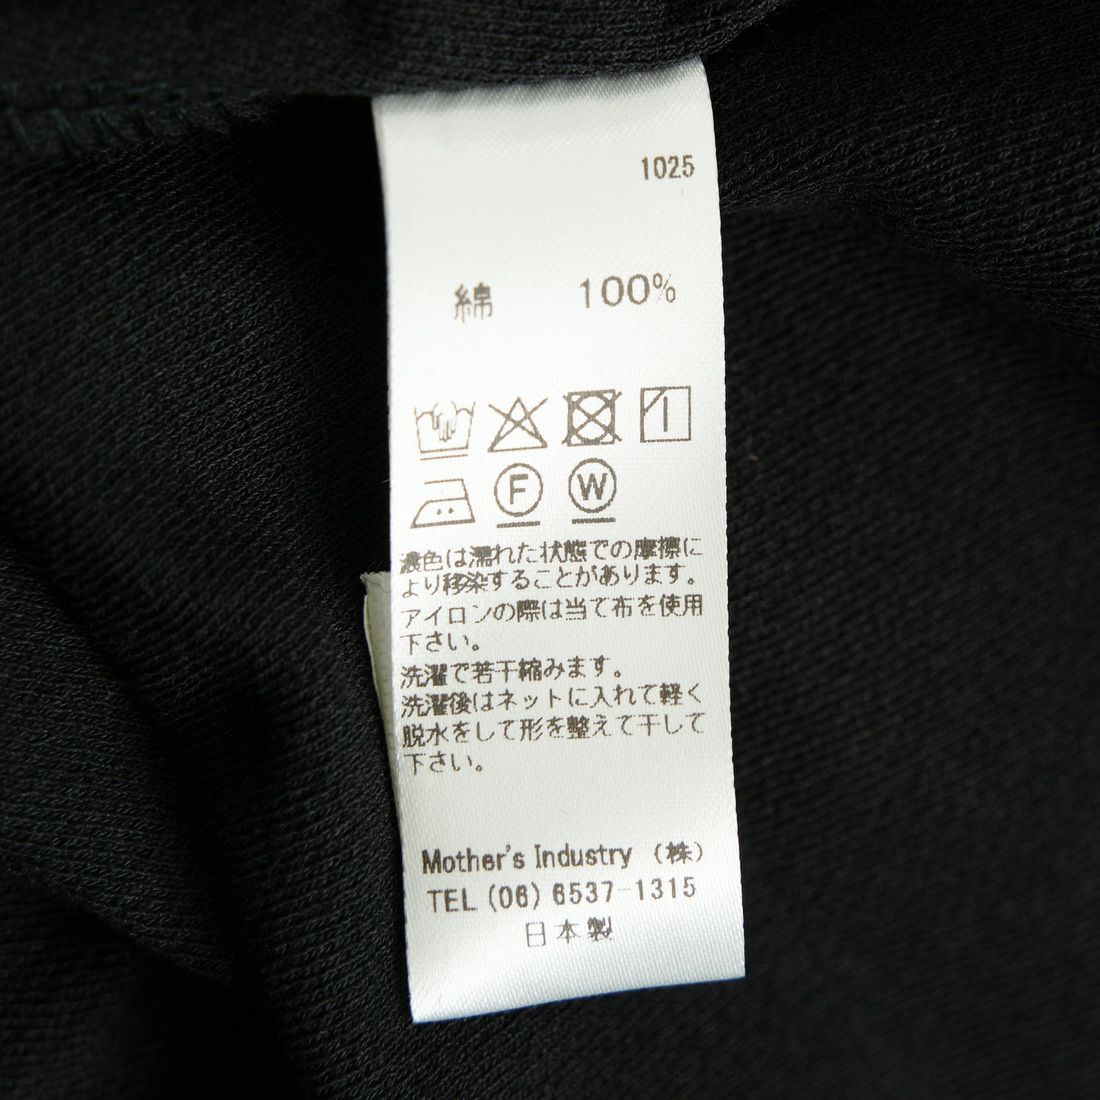 1025
綿 100%
F W
濃色は濡れた状態での摩擦に
より移染することがあります。
アイロンの際は当て布を使用
下さい。
洗濯で若干縮みます。
洗濯後はネットに入れて軽く
脱水をして形を整えて干して
下さい。
Mother's Industry (株)
TEL (06) 6537-1315
日本製